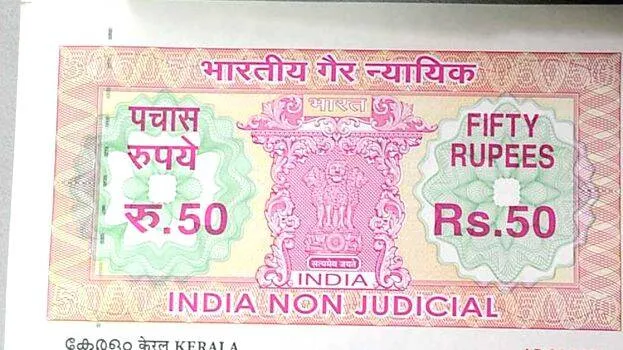 भारतीय गैर न्यायिक
भारत
पचास
रुपये
रु.50
FIFTY
RUPEES
Rs.50
सत्यमेव जयते
INDIA
INDIA NON JUDICIAL
കേരളം केरल KERALA